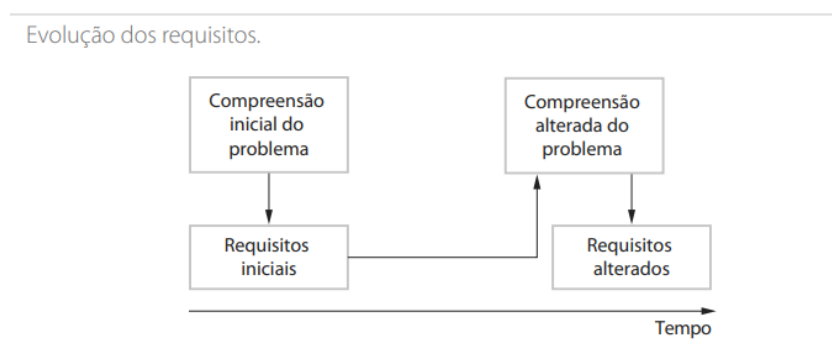 Evolução dos requisitos.
Compreensão
inicial do
problema
Compreensão
alterada do
problema
Requisitos
iniciais
Requisitos
alterados
Tempo